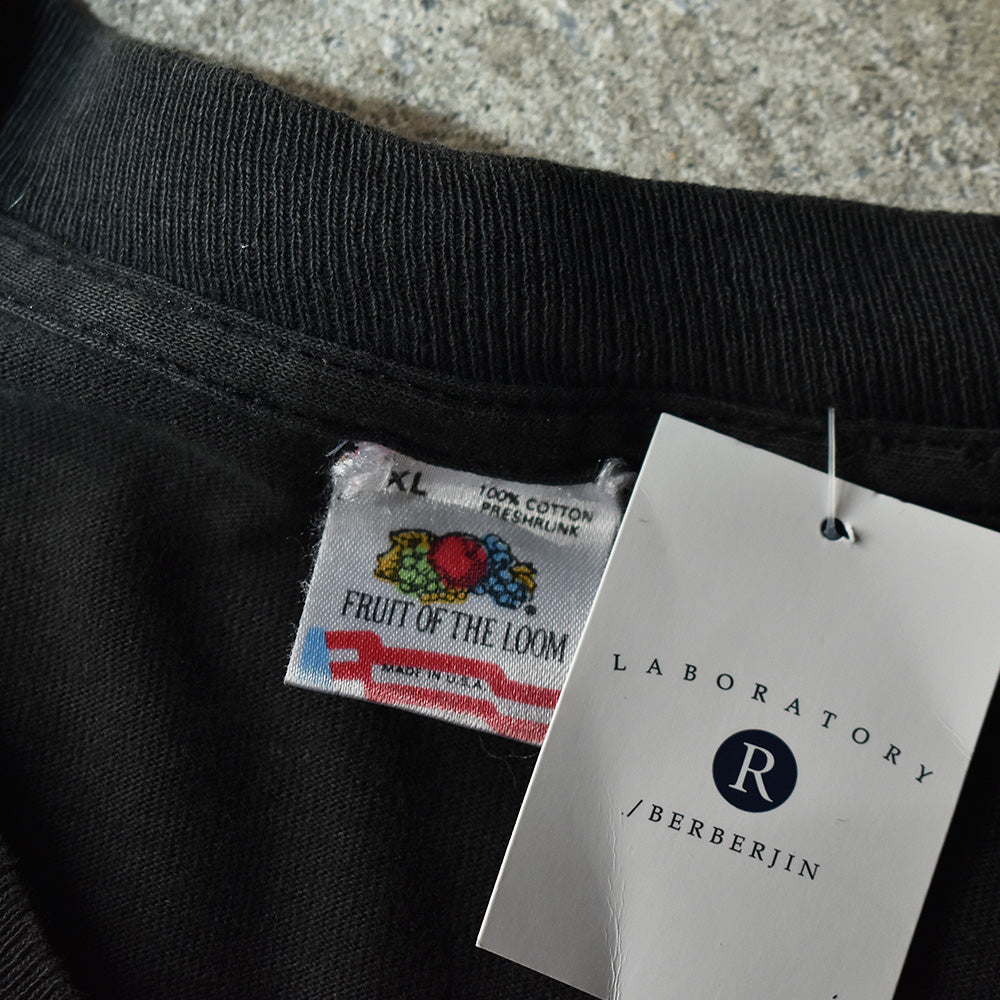 XL
100% COTTON
PRESHRUNK
FRUIT OF THE LOOM
MADE IN U.S.A.
LABORATORY
R
/BERBERJIN